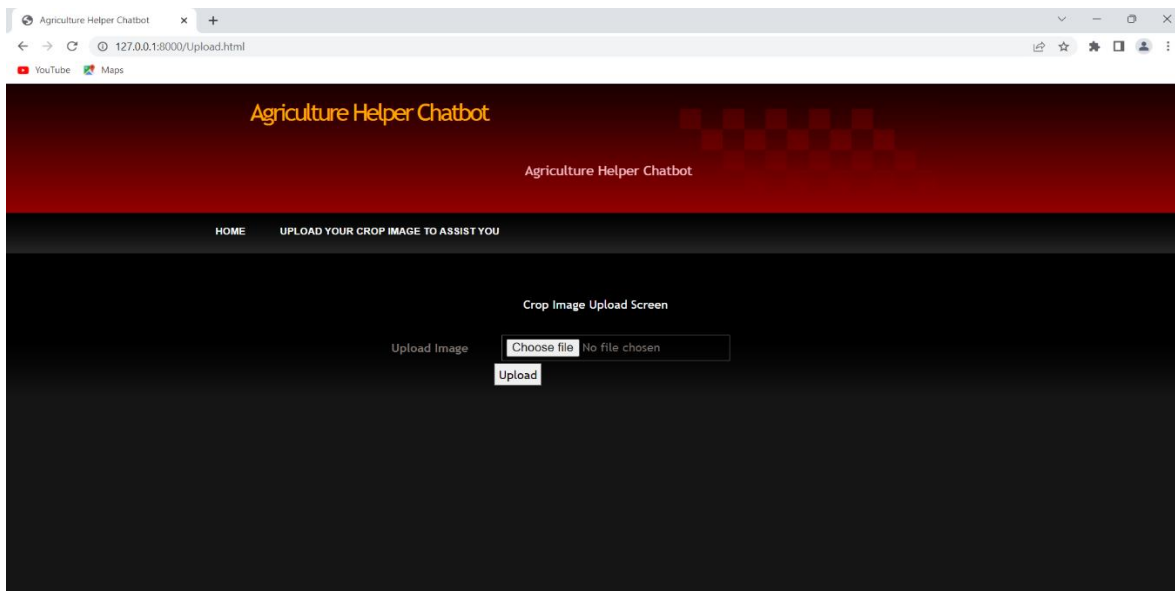 Agriculture Helper Chatbot
127.0.0.1:8000/Upload.html
YouTube Maps
Agriculture Helper Chatbot
Agriculture Helper Chatbot
HOME UPLOAD YOUR CROP IMAGE TO ASSIST YOU
Crop Image Upload Screen
Upload Image Choose file No file chosen
Upload